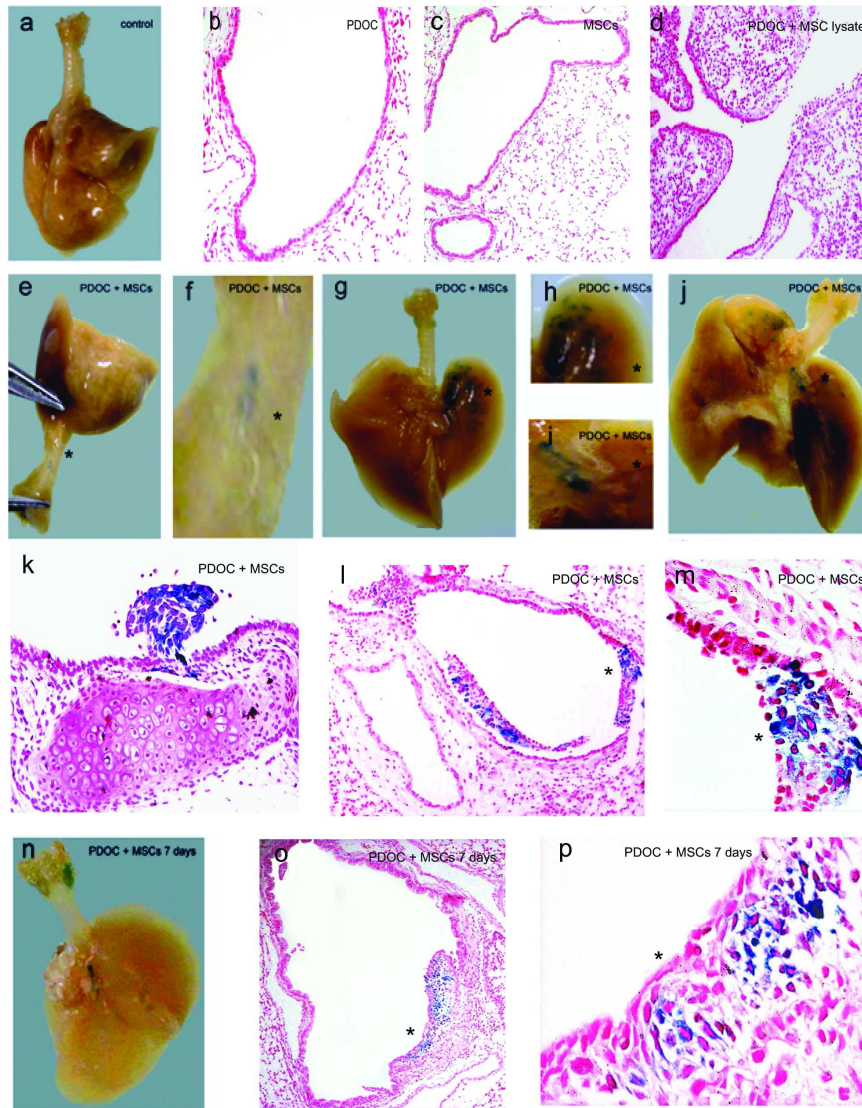 a control
b PDOC
c MSCs
d PDOC + MSC lysate
e PDOC + MSCs
f PDOC + MSCs
g PDOC + MSCs
h PDOC + MSCs
*
j PDOC + MSCs
*
*
*
i PDOC + MSCs
*
*
k PDOC + MSCs
l PDOC + MSCs
m PDOC + MSCs
*
*
n PDOC + MSCs 7 days
o PDOC + MSCs 7 days
p PDOC + MSCs 7 days
*
*